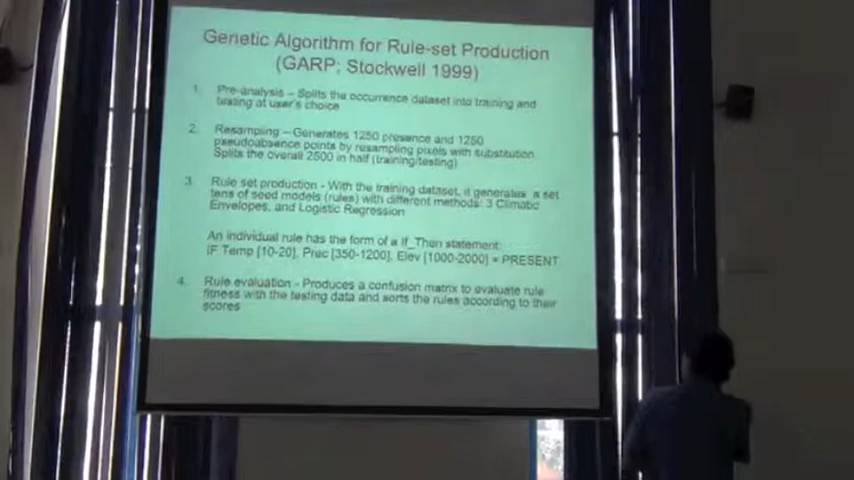 Genetic Algorithm for Rule-set Production
(GARP; Stockwell 1999)
1. Pre-analysis – Splits the occurrence dataset into training and
testing at user's choice
2. Resampling – Generates 1250 presence and 1250
pseudoabsence points by resampling pixels with substitution
Splits the overall 2500 in half (training/testing)
3. Rule set production - With the training dataset, it generates a set
tens of seed models (rules) with different methods: 3 Climatic
Envelopes, and Logistic Regression
An individual rule has the form of a If_Then statement:
IF Temp [10-20], Prec [350-1200], Elev [1000-2000] = PRESENT
4. Rule evaluation - Produces a confusion matrix to evaluate rule
fitness with the testing data and sorts the rules according to their
scores